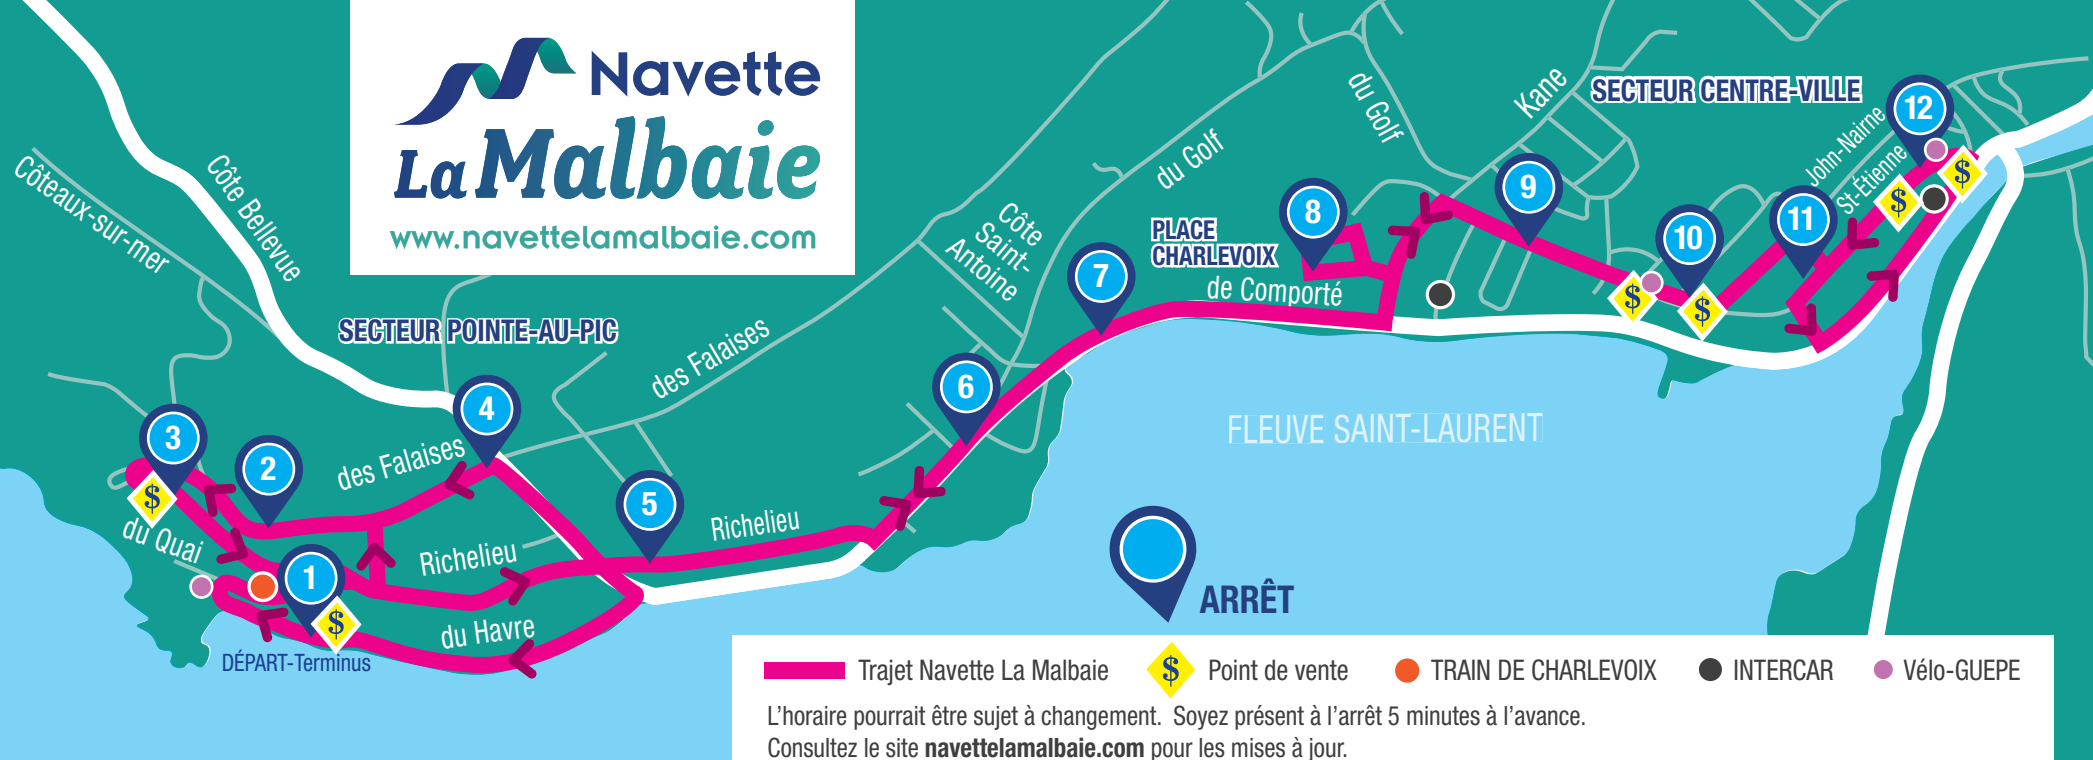 Navette
La Malbaie
www.navettelamalbaie.com
Côteaux-sur-mer
Côte Bellevue
SECTEUR POINTE-AU-PIC
des Falaises
Côte
Saint-
Antoine
du Golf
du Golf
Kane
SECTEUR CENTRE-VILLE
John-Nairne
St-Étienne
PLACE
CHARLEVOIX
de Comporté
12
11
10
9
8
7
6
5
4
3
2
1
$
$
$
$
$
$
des Falaises
du Quai
Richelieu
Richelieu
du Havre
DÉPART-Terminus
FLEUVE SAINT-LAURENT
ARRÊT
Trajet Navette La Malbaie
$ Point de vente
TRAIN DE CHARLEVOIX
INTERCAR
Vélo-GUEPE
L'horaire pourrait être sujet à changement. Soyez présent à l'arrêt 5 minutes à l'avance.
Consultez le site navettelamalbaie.com pour les mises à jour.